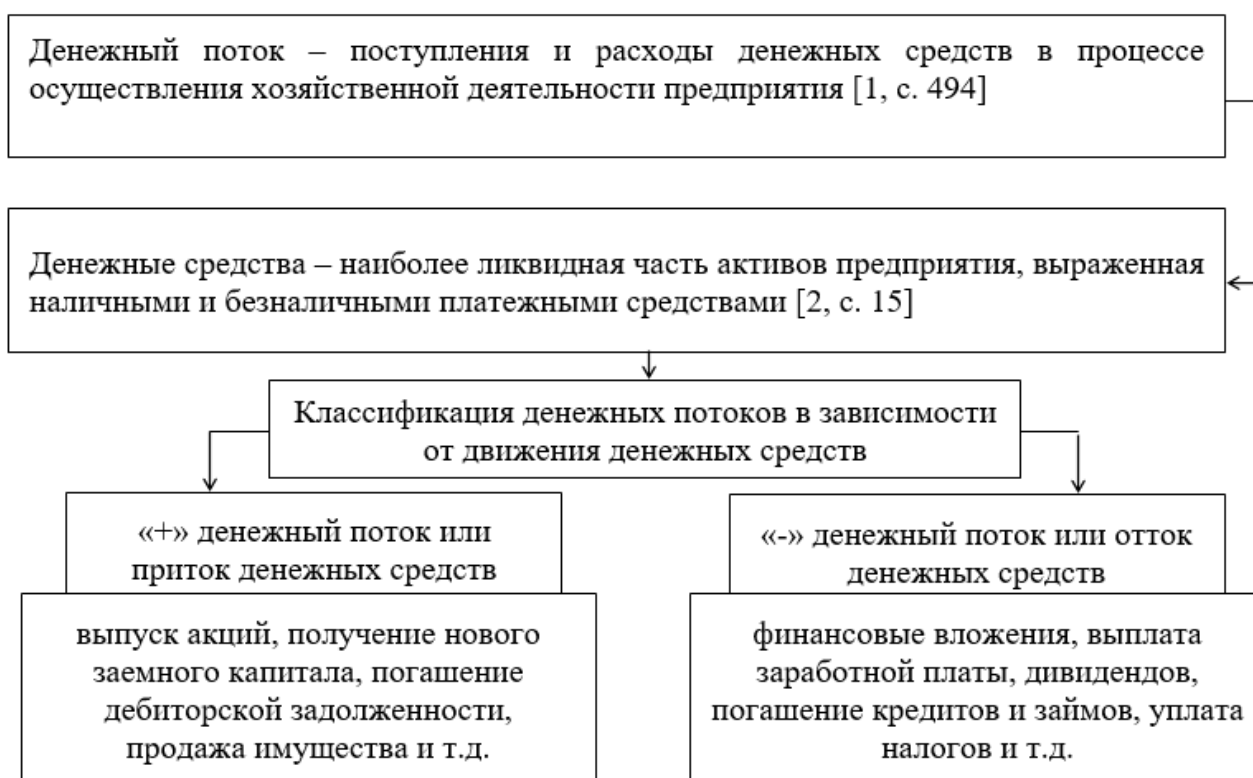 Денежный поток – поступления и расходы денежных средств в процессе
осуществления хозяйственной деятельности предприятия [1, с. 494]
Денежные средства – наиболее ликвидная часть активов предприятия, выраженная
наличными и безналичными платежными средствами [2, с. 15]
Классификация денежных потоков в зависимости
от движения денежных средств
«+» денежный поток или
приток денежных средств
выпуск акций, получение нового
заемного капитала, погашение
дебиторской задолженности,
продажа имущества и т.д.
«-» денежный поток или отток
денежных средств
финансовые вложения, выплата
заработной платы, дивидендов,
погашение кредитов и займов, уплата
налогов и т.д.